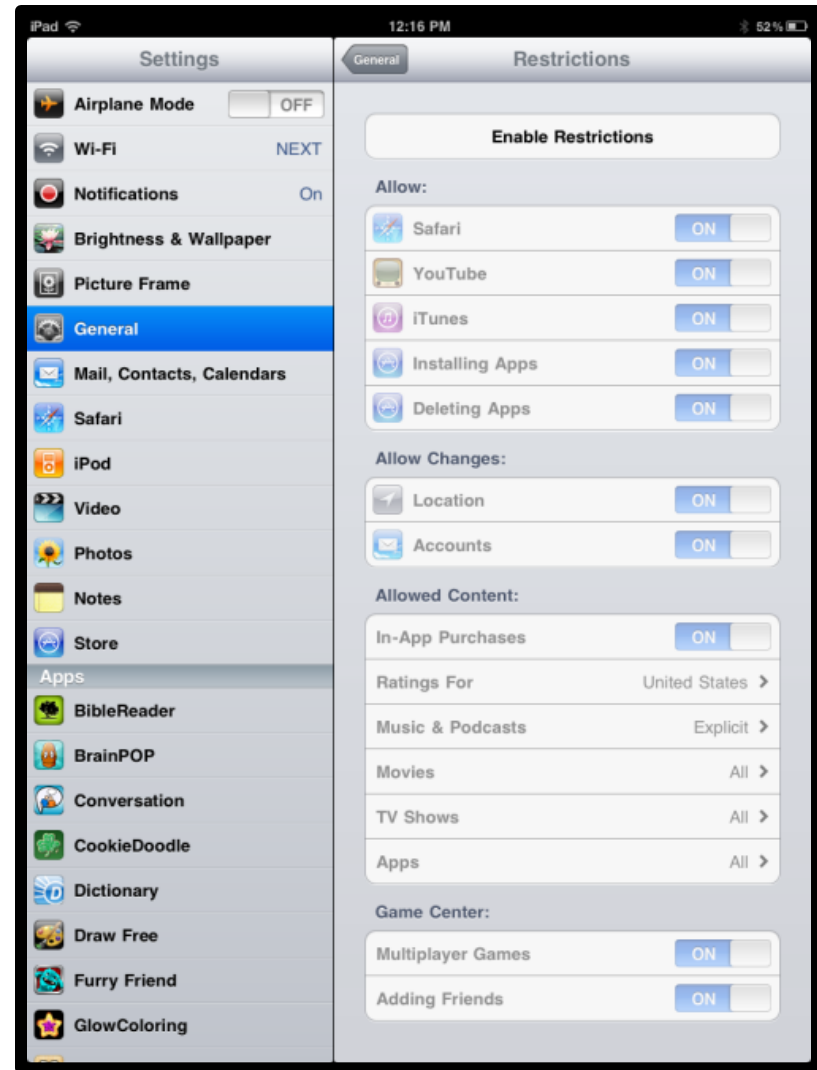 iPad 12:16 PM 52%
Settings
Airplane Mode OFF
Wi-Fi NEXT
Notifications On
Brightness & Wallpaper
Picture Frame
General
Mail, Contacts, Calendars
Safari
iPod
Video
Photos
Notes
Store
Apps
BibleReader
BrainPOP
Conversation
CookieDoodle
Dictionary
Draw Free
Furry Friend
GlowColoring
General Restrictions
Enable Restrictions
Allow:
Safari ON
YouTube ON
iTunes ON
Installing Apps ON
Deleting Apps ON
Allow Changes:
Location ON
Accounts ON
Allowed Content:
In-App Purchases ON
Ratings For United States
Music & Podcasts Explicit
Movies All
TV Shows All
Apps All
Game Center:
Multiplayer Games ON
Adding Friends ON